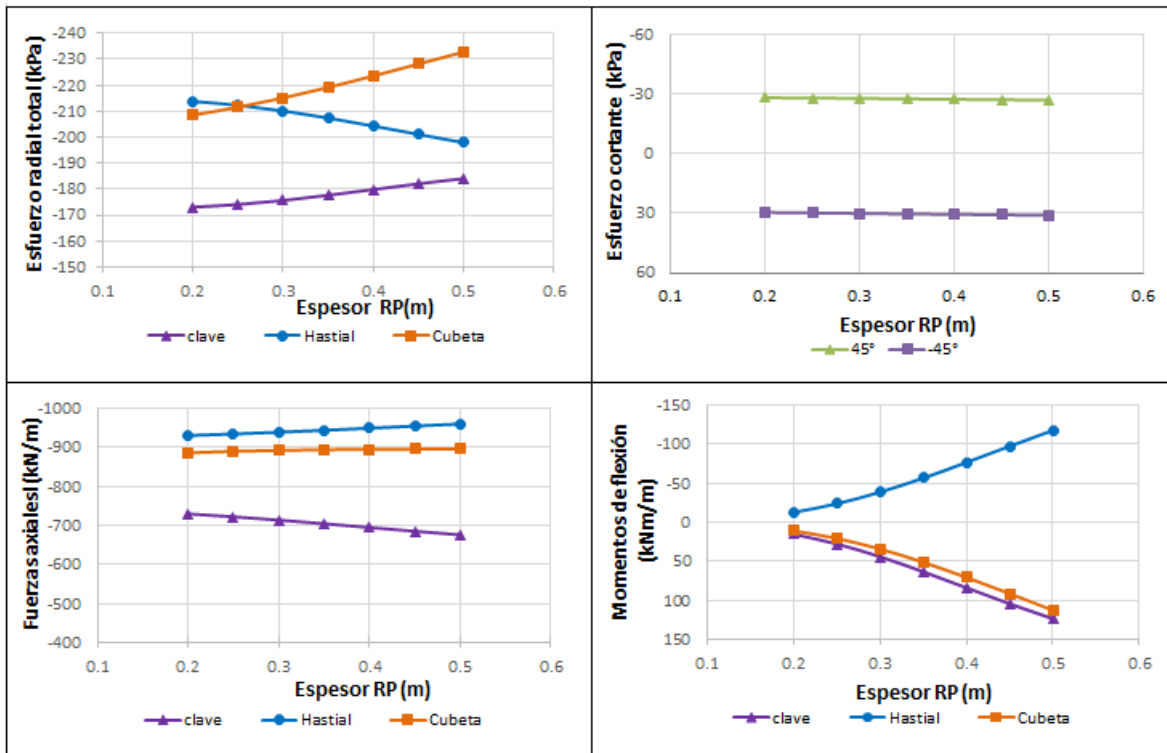 Esfuerzo radial total (kPa)
-240
-230
-220
-210
-200
-190
-180
-170
-160
-150
0.1 0.2 0.3 0.4 0.5 0.6
Espesor RP(m)
clave Hastial Cubeta
Esfuerzo cortante (kPa)
-60
-30
0
30
60
0.1 0.2 0.3 0.4 0.5 0.6
Espesor RP (m)
45° -45°
Fuerzas axialesl (kN/m)
-1000
-900
-800
-700
-600
-500
-400
0.1 0.2 0.3 0.4 0.5 0.6
Espesor RP (m)
clave Hastial Cubeta
Momentos de flexión
(kNm/m)
-150
-100
-50
0
50
100
150
0.1 0.2 0.3 0.4 0.5 0.6
Espesor RP (m)
clave Hastial Cubeta